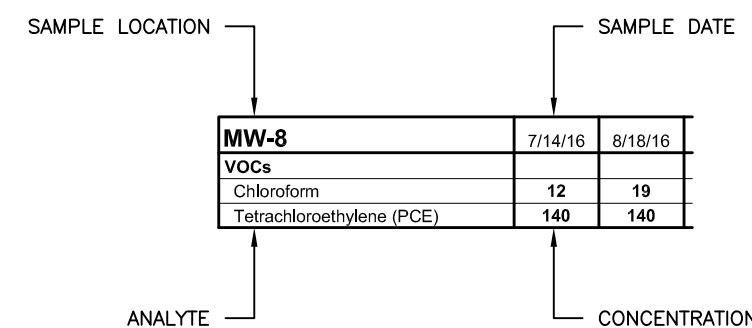 SAMPLE LOCATION SAMPLE DATE
MW-8 7/14/16 8/18/16
VOCs
Chloroform 12 19
Tetrachloroethylene (PCE) 140 140
ANALYTE CONCENTRATION